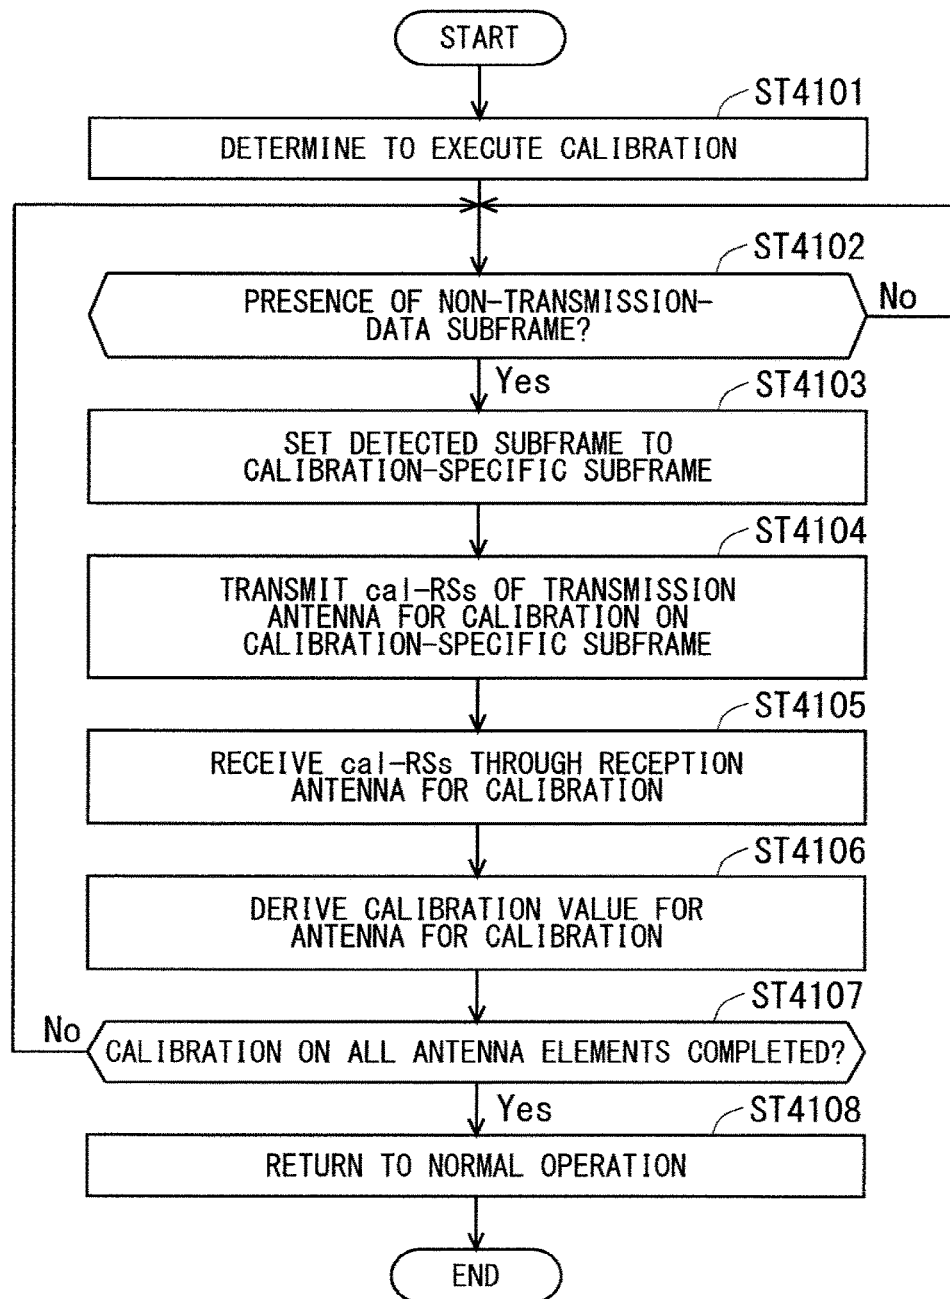 START
ST4101
DETERMINE TO EXECUTE CALIBRATION
ST4102
PRESENCE OF NON-TRANSMISSION-
DATA SUBFRAME?
No
Yes
ST4103
SET DETECTED SUBFRAME TO
CALIBRATION-SPECIFIC SUBFRAME
ST4104
TRANSMIT cal-RSs OF TRANSMISSION
ANTENNA FOR CALIBRATION ON
CALIBRATION-SPECIFIC SUBFRAME
ST4105
RECEIVE cal-RSs THROUGH RECEPTION
ANTENNA FOR CALIBRATION
ST4106
DERIVE CALIBRATION VALUE FOR
ANTENNA FOR CALIBRATION
ST4107
No
CALIBRATION ON ALL ANTENNA ELEMENTS COMPLETED?
Yes
ST4108
RETURN TO NORMAL OPERATION
END